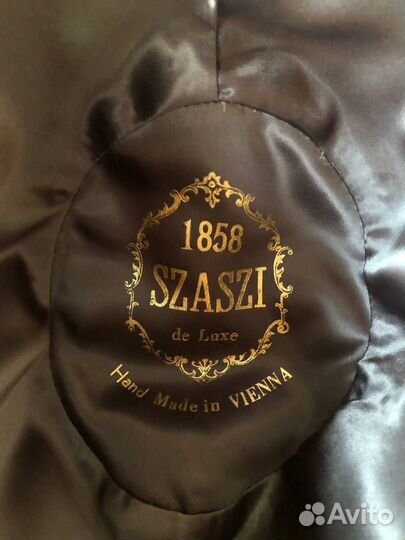 1858
SZASZI
de Luxe
Hand Made in VIENNA
Avito